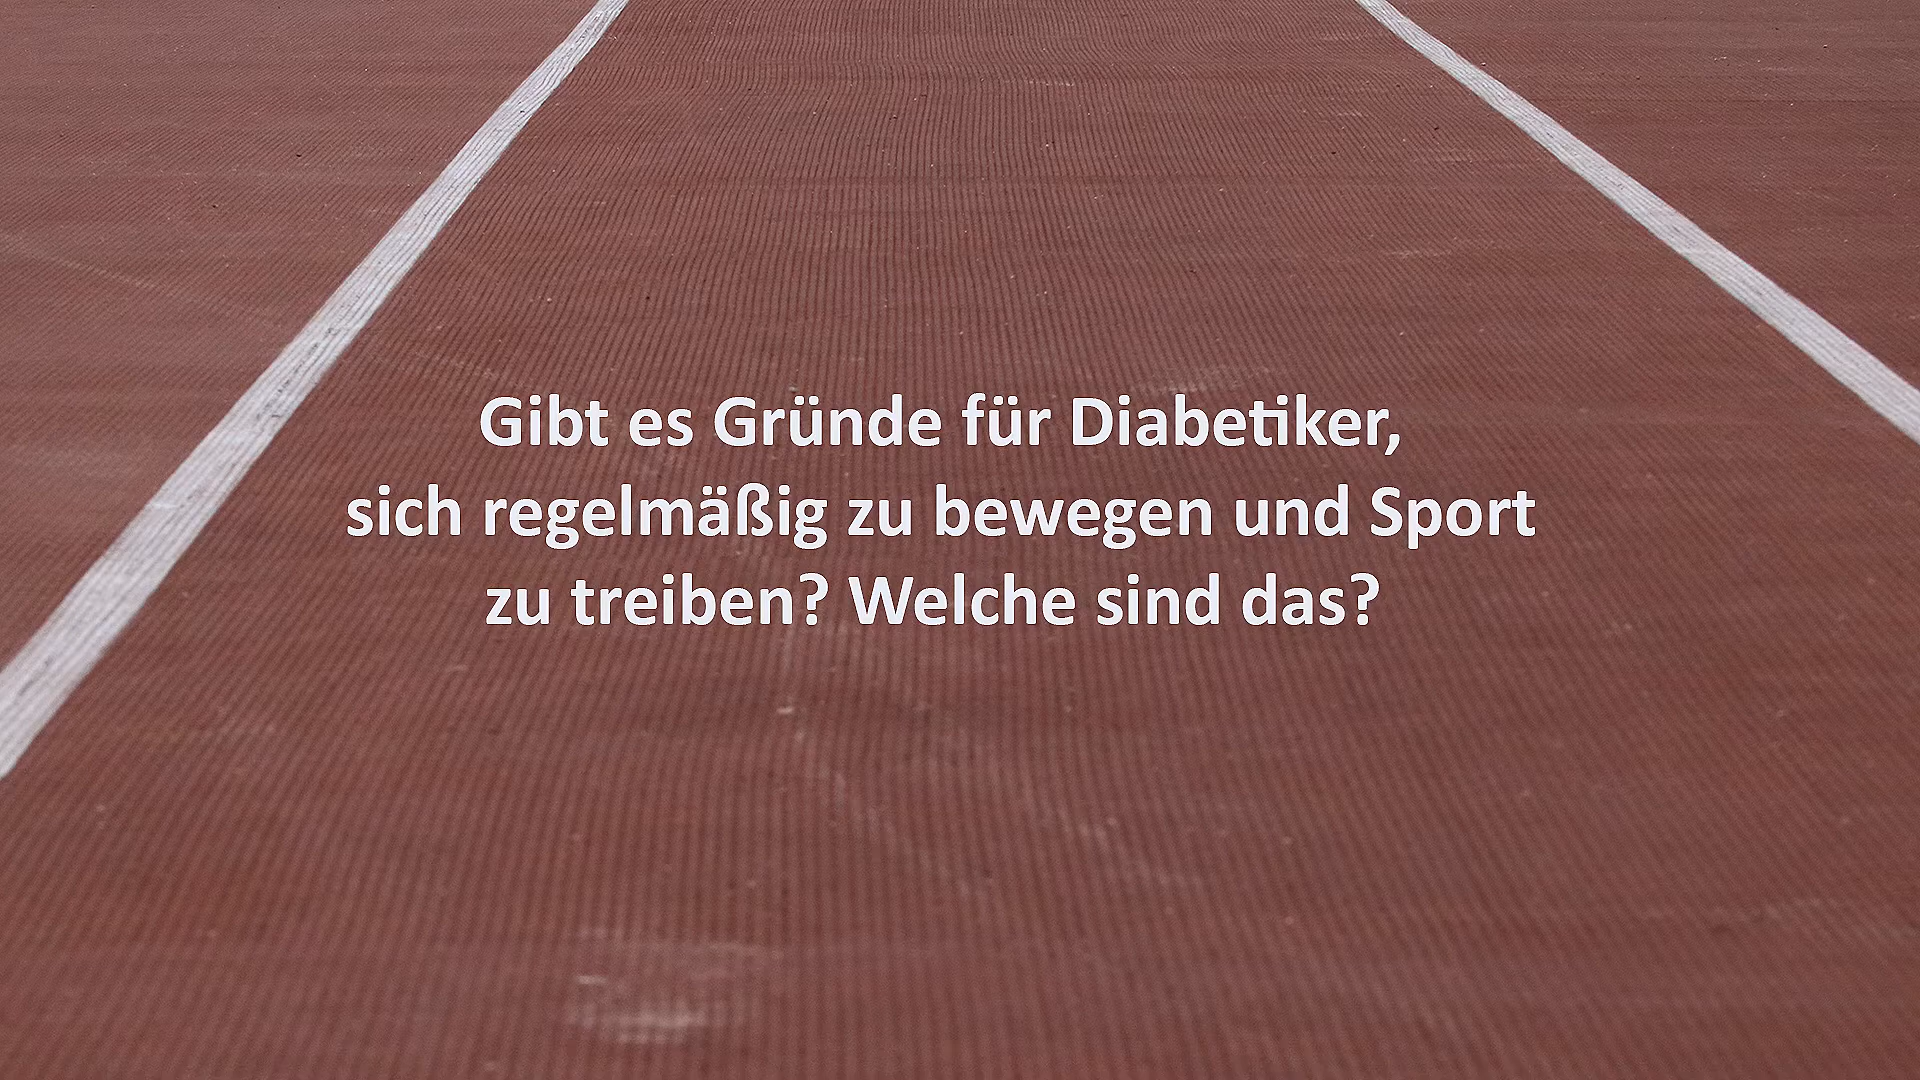 Gibt es Gründe für Diabetiker,
sich regelmäßig zu bewegen und Sport
zu treiben? Welche sind das?